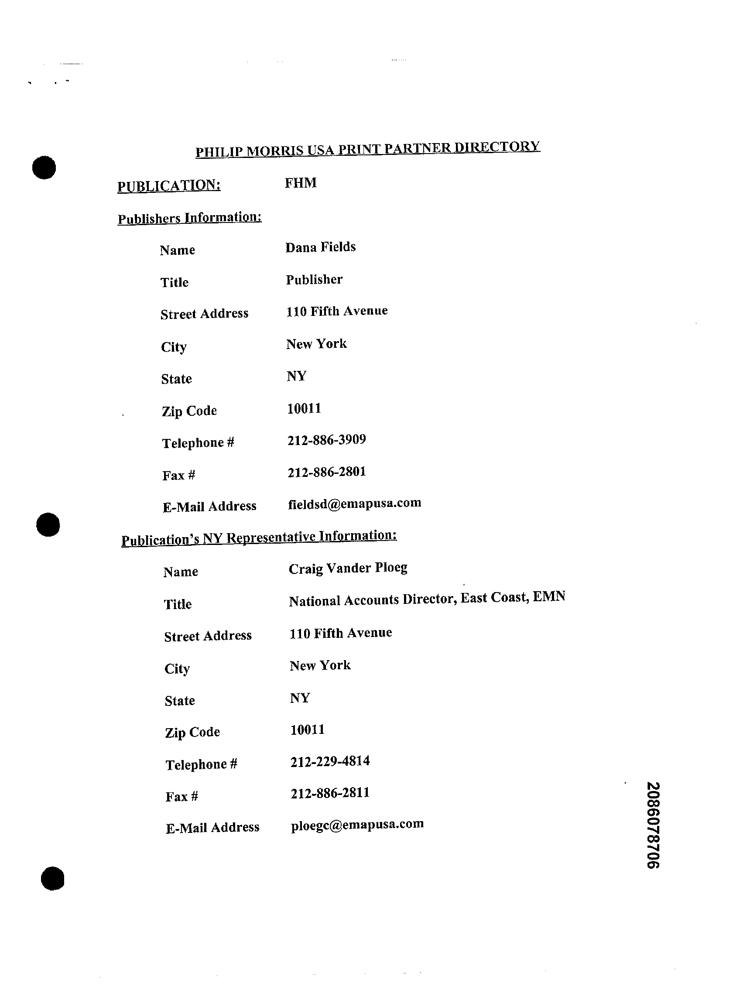 PHILIP MORRIS USA PRINT PARTNER DIRECTORY
PUBLICATION: FHM
Publishers Information:
Name Dana Fields
Title Publisher
Street Address 110 Fifth Avenue
City New York
State NY
Zip Code 10011
Telephone # 212-886-3909
Fax # 212-886-2801
E-Mail Address fieldsd@emapusa.com
Publication's NY Representative Information:
Name Craig Vander Ploeg
Title National Accounts Director, East Coast, EMN
Street Address 110 Fifth Avenue
City New York
State NY
Zip Code 10011
Telephone # 212-229-4814
Fax # 212-886-2811
E-Mail Address ploegc@emapusa.com
2086078706